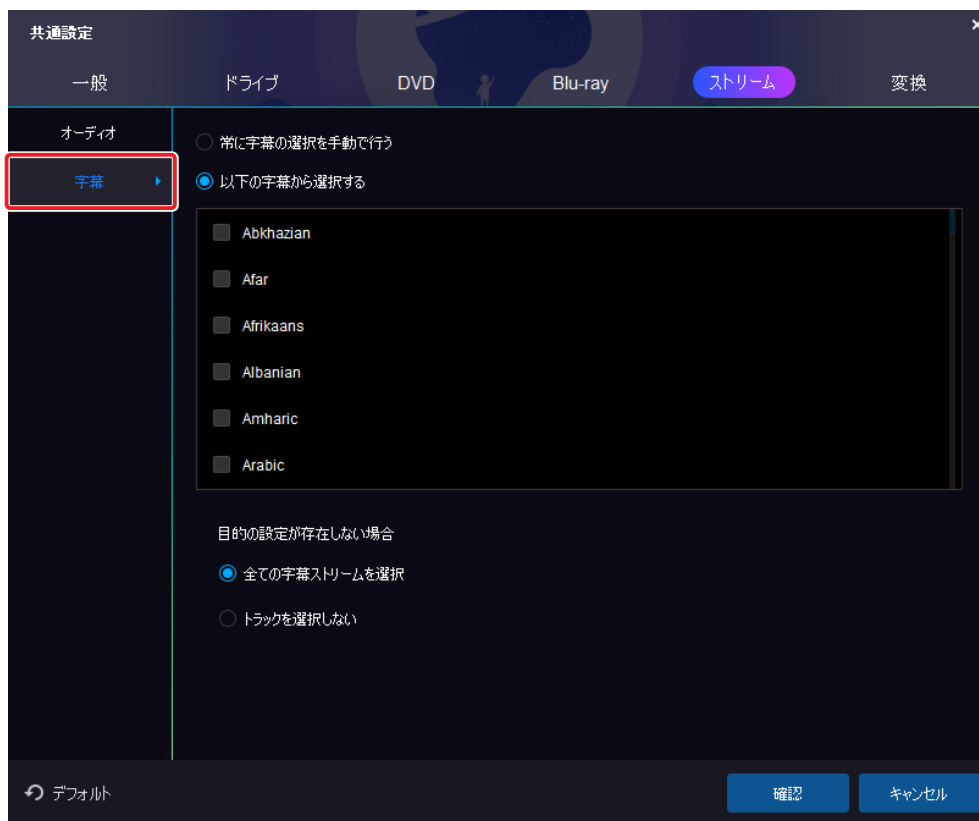 共通設定
一般 ドライブ DVD Blu-ray ストリーム 変換
オーディオ
字幕
常に字幕の選択を手動で行う
以下の字幕から選択する
Abkhazian
Afar
Afrikaans
Albanian
Amharic
Arabic
目的の設定が存在しない場合
全ての字幕ストリームを選択
トラックを選択しない
デフォルト 確認 キャンセル